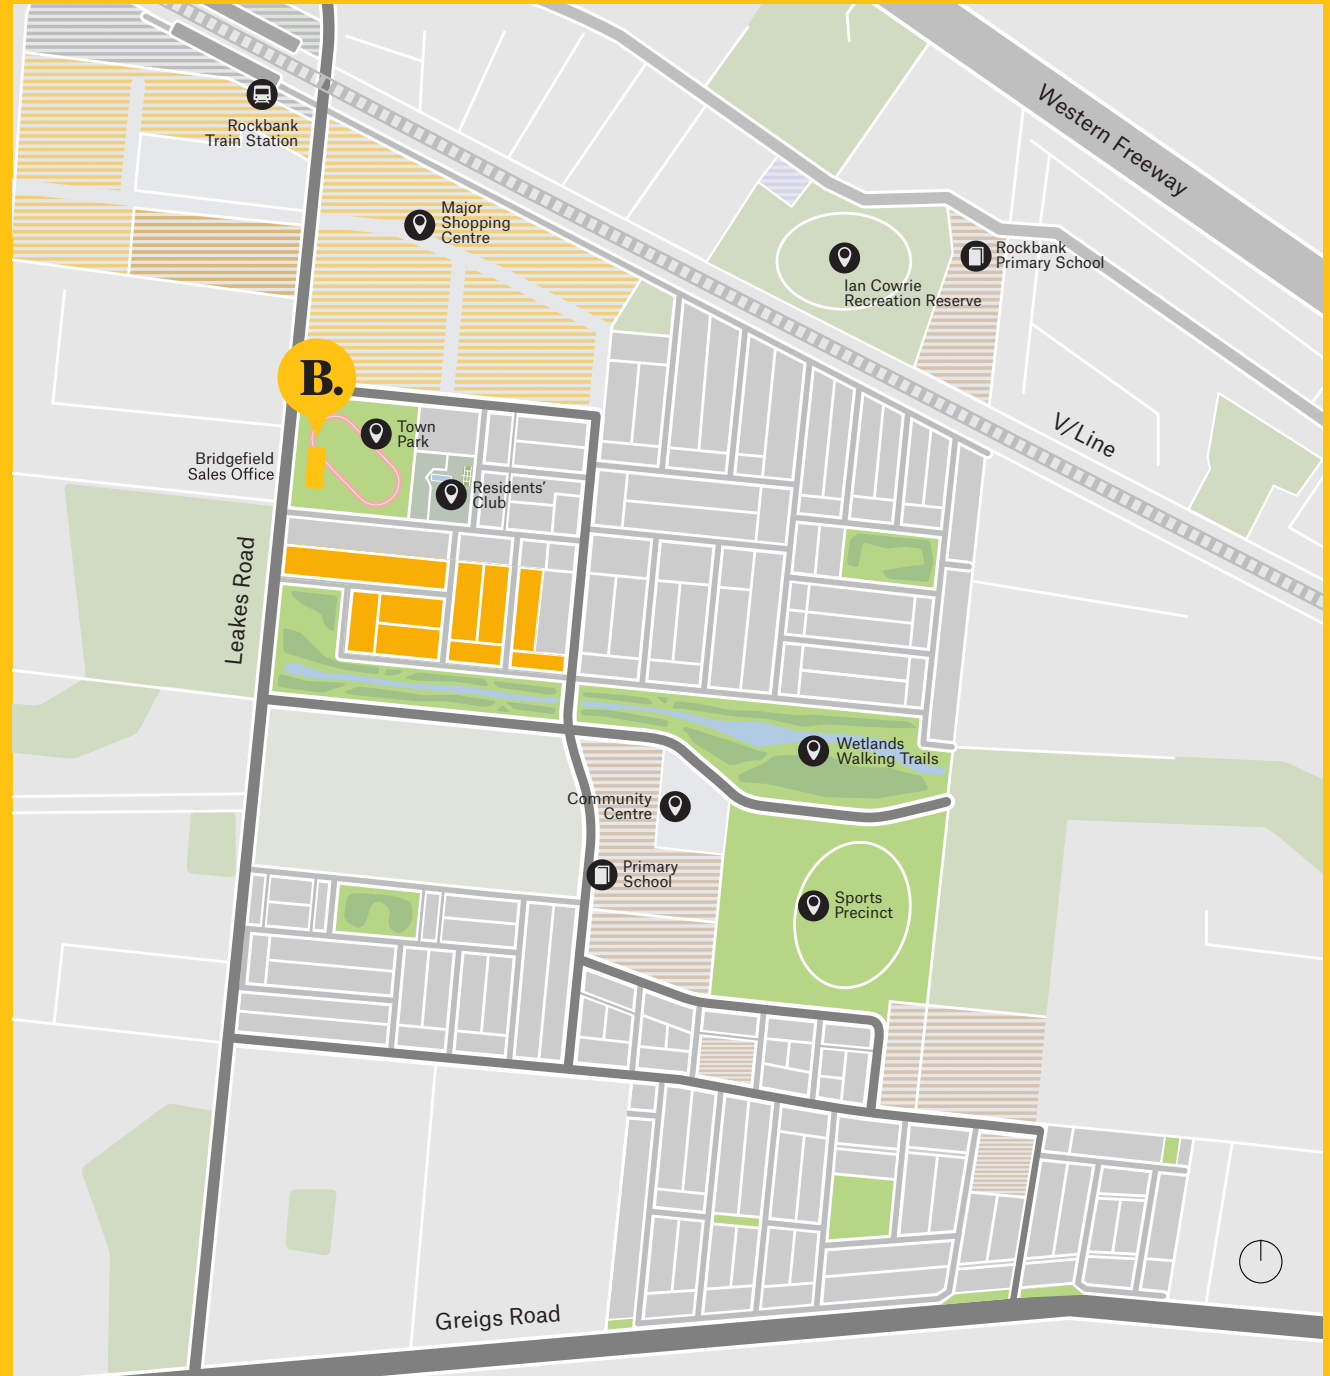 Western Freeway
Rockbank
Train Station
Major
Shopping
Centre
Rockbank
Primary School
Ian Cowrie
Recreation Reserve
B.
V/Line
Town
Park
Bridgefield
Sales Office
Residents'
Club
Leakes Road
Wetlands
Walking Trails
Community
Centre
Primary
School
Sports
Precinct
Greigs Road